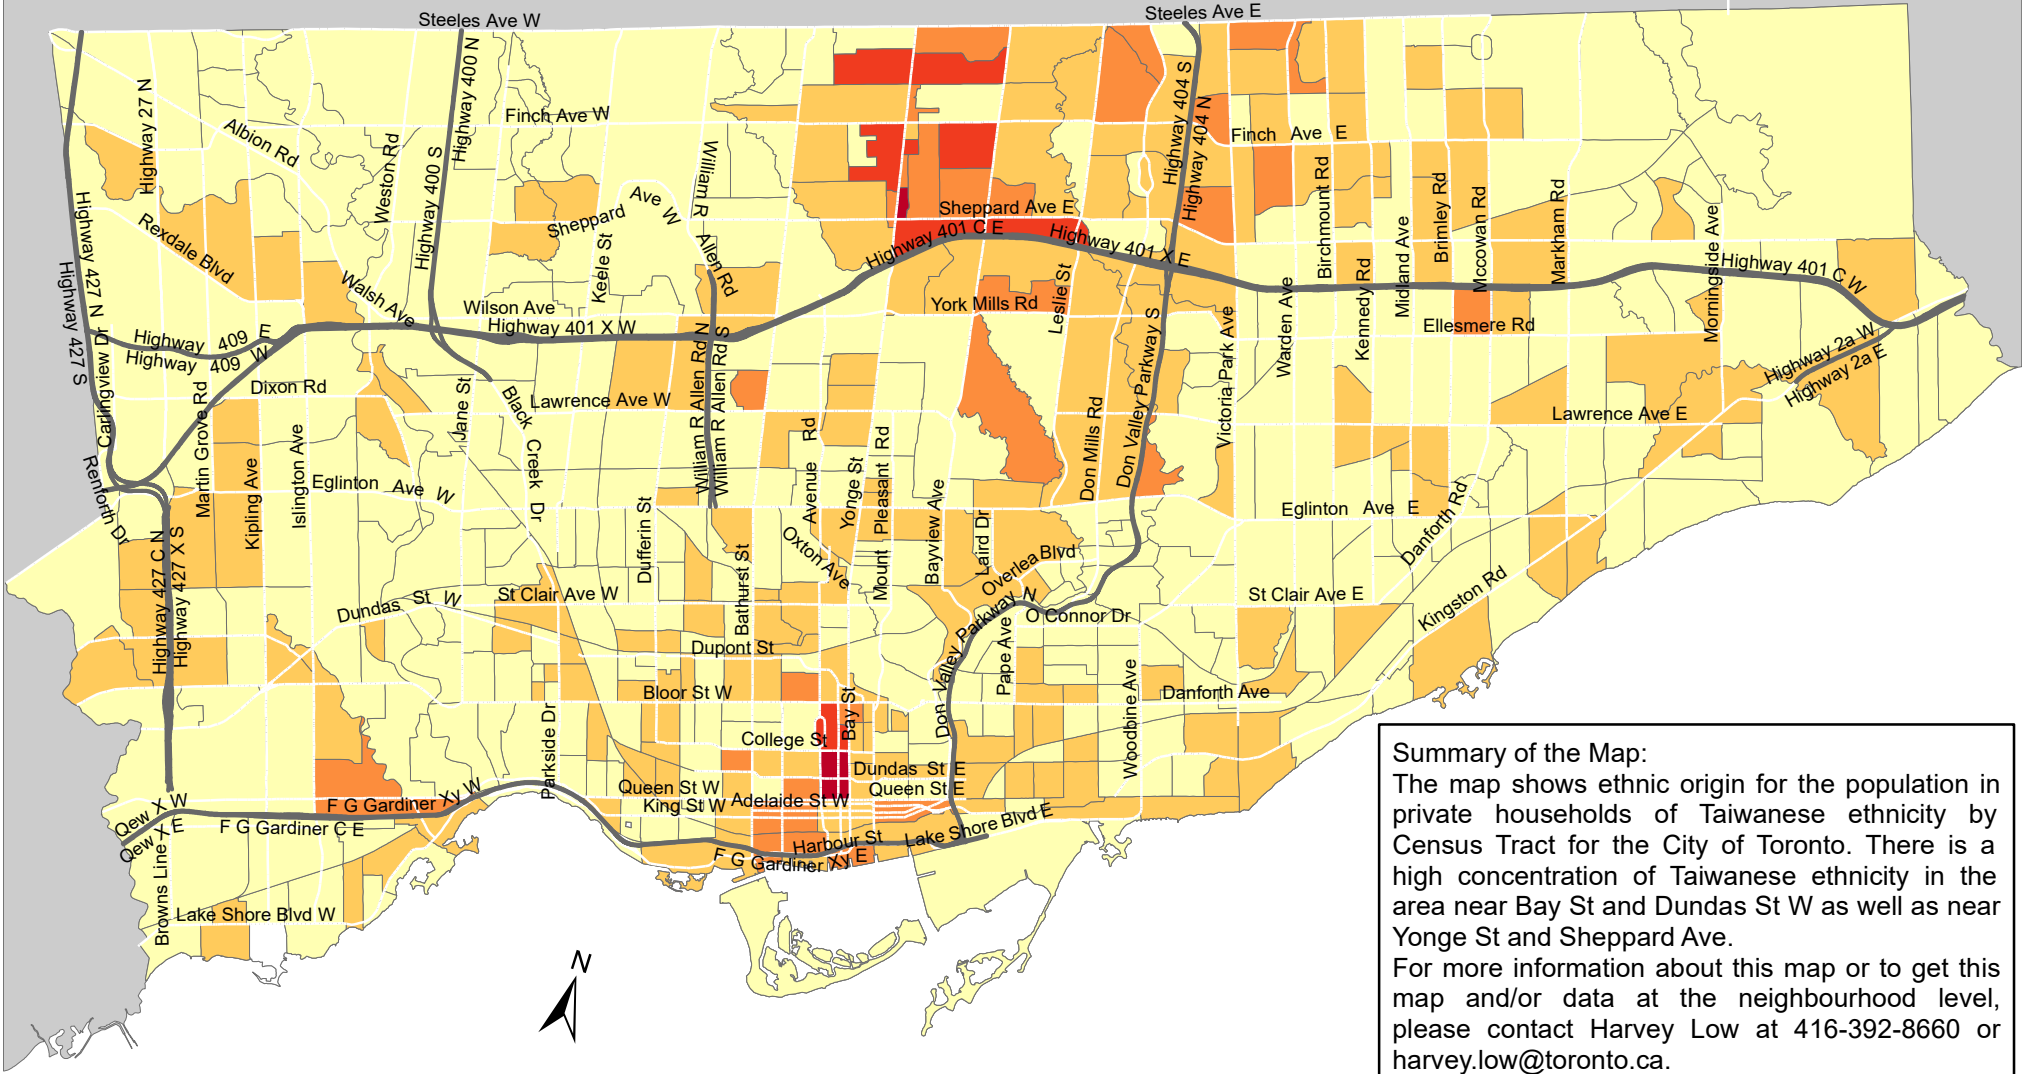 Steeles Ave W
Steeles Ave E
Highway 27 N
Albion Rd
Weston Rd
Highway 400 N
Highway 400 S
Finch Ave W
William R
Allen Rd
Highway 404 S
Highway 404 N
Finch Ave E
Highway 427 N
Highway 427 S
Rexdale Blvd
Sheppard Ave W
Keele St
Sheppard Ave E
Highway 401 C E
Highway 401 X E
Leslie St
Birchmount Rd
Midland Ave
Brimley Rd
Mccowan Rd
Markham Rd
Morningside Ave
Highway 401 C W
Walsh Ave
Wilson Ave
Highway 401 X W
York Mills Rd
Warden Ave
Kennedy Rd
Ellesmere Rd
Highway 409 E
Highway 409 W
Carlingview Dr
Dixon Rd
Martin Grove Rd
Jane St
Black Creek Dr
Lawrence Ave W
William R Allen Rd N
William R Allen Rd S
Don Mills Rd
Don Valley Parkway S
Victoria Park Ave
Highway 2a W
Highway 2a E
Lawrence Ave E
Renforth Dr
Kipling Ave
Islington Ave
Eglinton Ave W
Avenue Rd
Yonge St
Mount Pleasant Rd
Bayview Ave
Laird Dr
Eglinton Ave E
Danforth Rd
Highway 427 C N
Highway 427 X S
Dufferin St
Bathurst St
Oxton Ave
Overlea Blvd
Dundas St W
St Clair Ave W
Don Valley Parkway N
O Connor Dr
St Clair Ave E
Kingston Rd
Dupont St
Pape Ave
Woodbine Ave
Bloor St W
Bay St
Danforth Ave
Parkside Dr
College St
Dundas St E
Queen St W
Queen St E
King St W
Adelaide St W
Qew X W
Qew X E
F G Gardiner Xy W
F G Gardiner C E
Harbour St
Lake Shore Blvd E
F G Gardiner Xy E
Browns Line
Lake Shore Blvd W
N
Summary of the Map:
The map shows ethnic origin for the population in
private households of Taiwanese ethnicity by
Census Tract for the City of Toronto. There is a
high concentration of Taiwanese ethnicity in the
area near Bay St and Dundas St W as well as near
Yonge St and Sheppard Ave.
For more information about this map or to get this
map and/or data at the neighbourhood level,
please contact Harvey Low at 416-392-8660 or
harvey.low@toronto.ca.